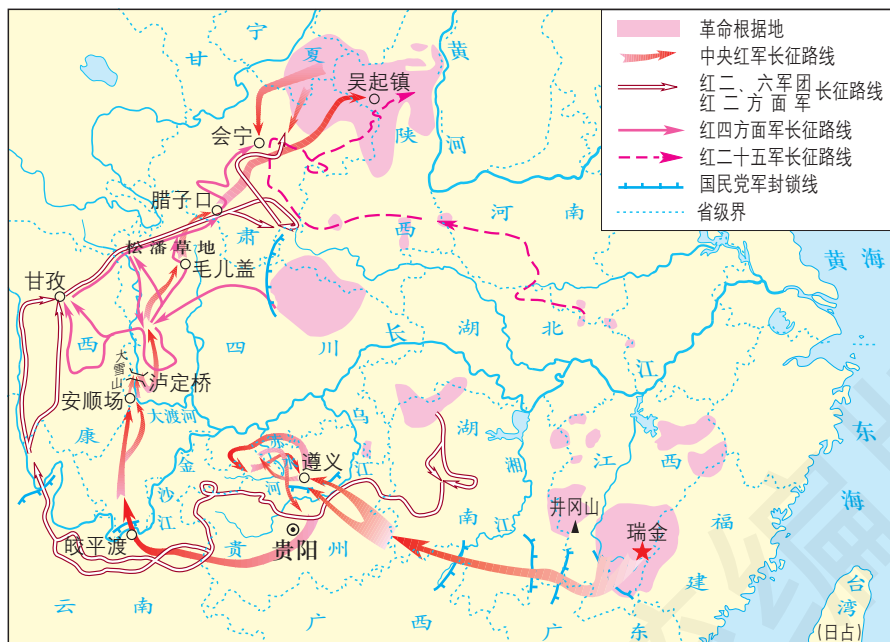 革命根据地
中央红军长征路线
红二、六军团
红二方面军
长征路线
红四方面军长征路线
红二十五军长征路线
国民党军封锁线
省级界
甘
宁
夏
黄
河
吴起镇
会宁
陕
西
腊子口
肃
河
南
松潘草地
毛儿盖
甘孜
西
康
四
川
长
江
湖
北
黄海
大雪山
泸定桥
安顺场
大渡河
金
沙
江
赤
水
河
乌
江
遵义
湖
南
湘
江
江
西
井冈山
瑞金
福
建
东
海
皎平渡
贵
州
贵阳
云
南
广
西
广
东
台
湾
(日占)